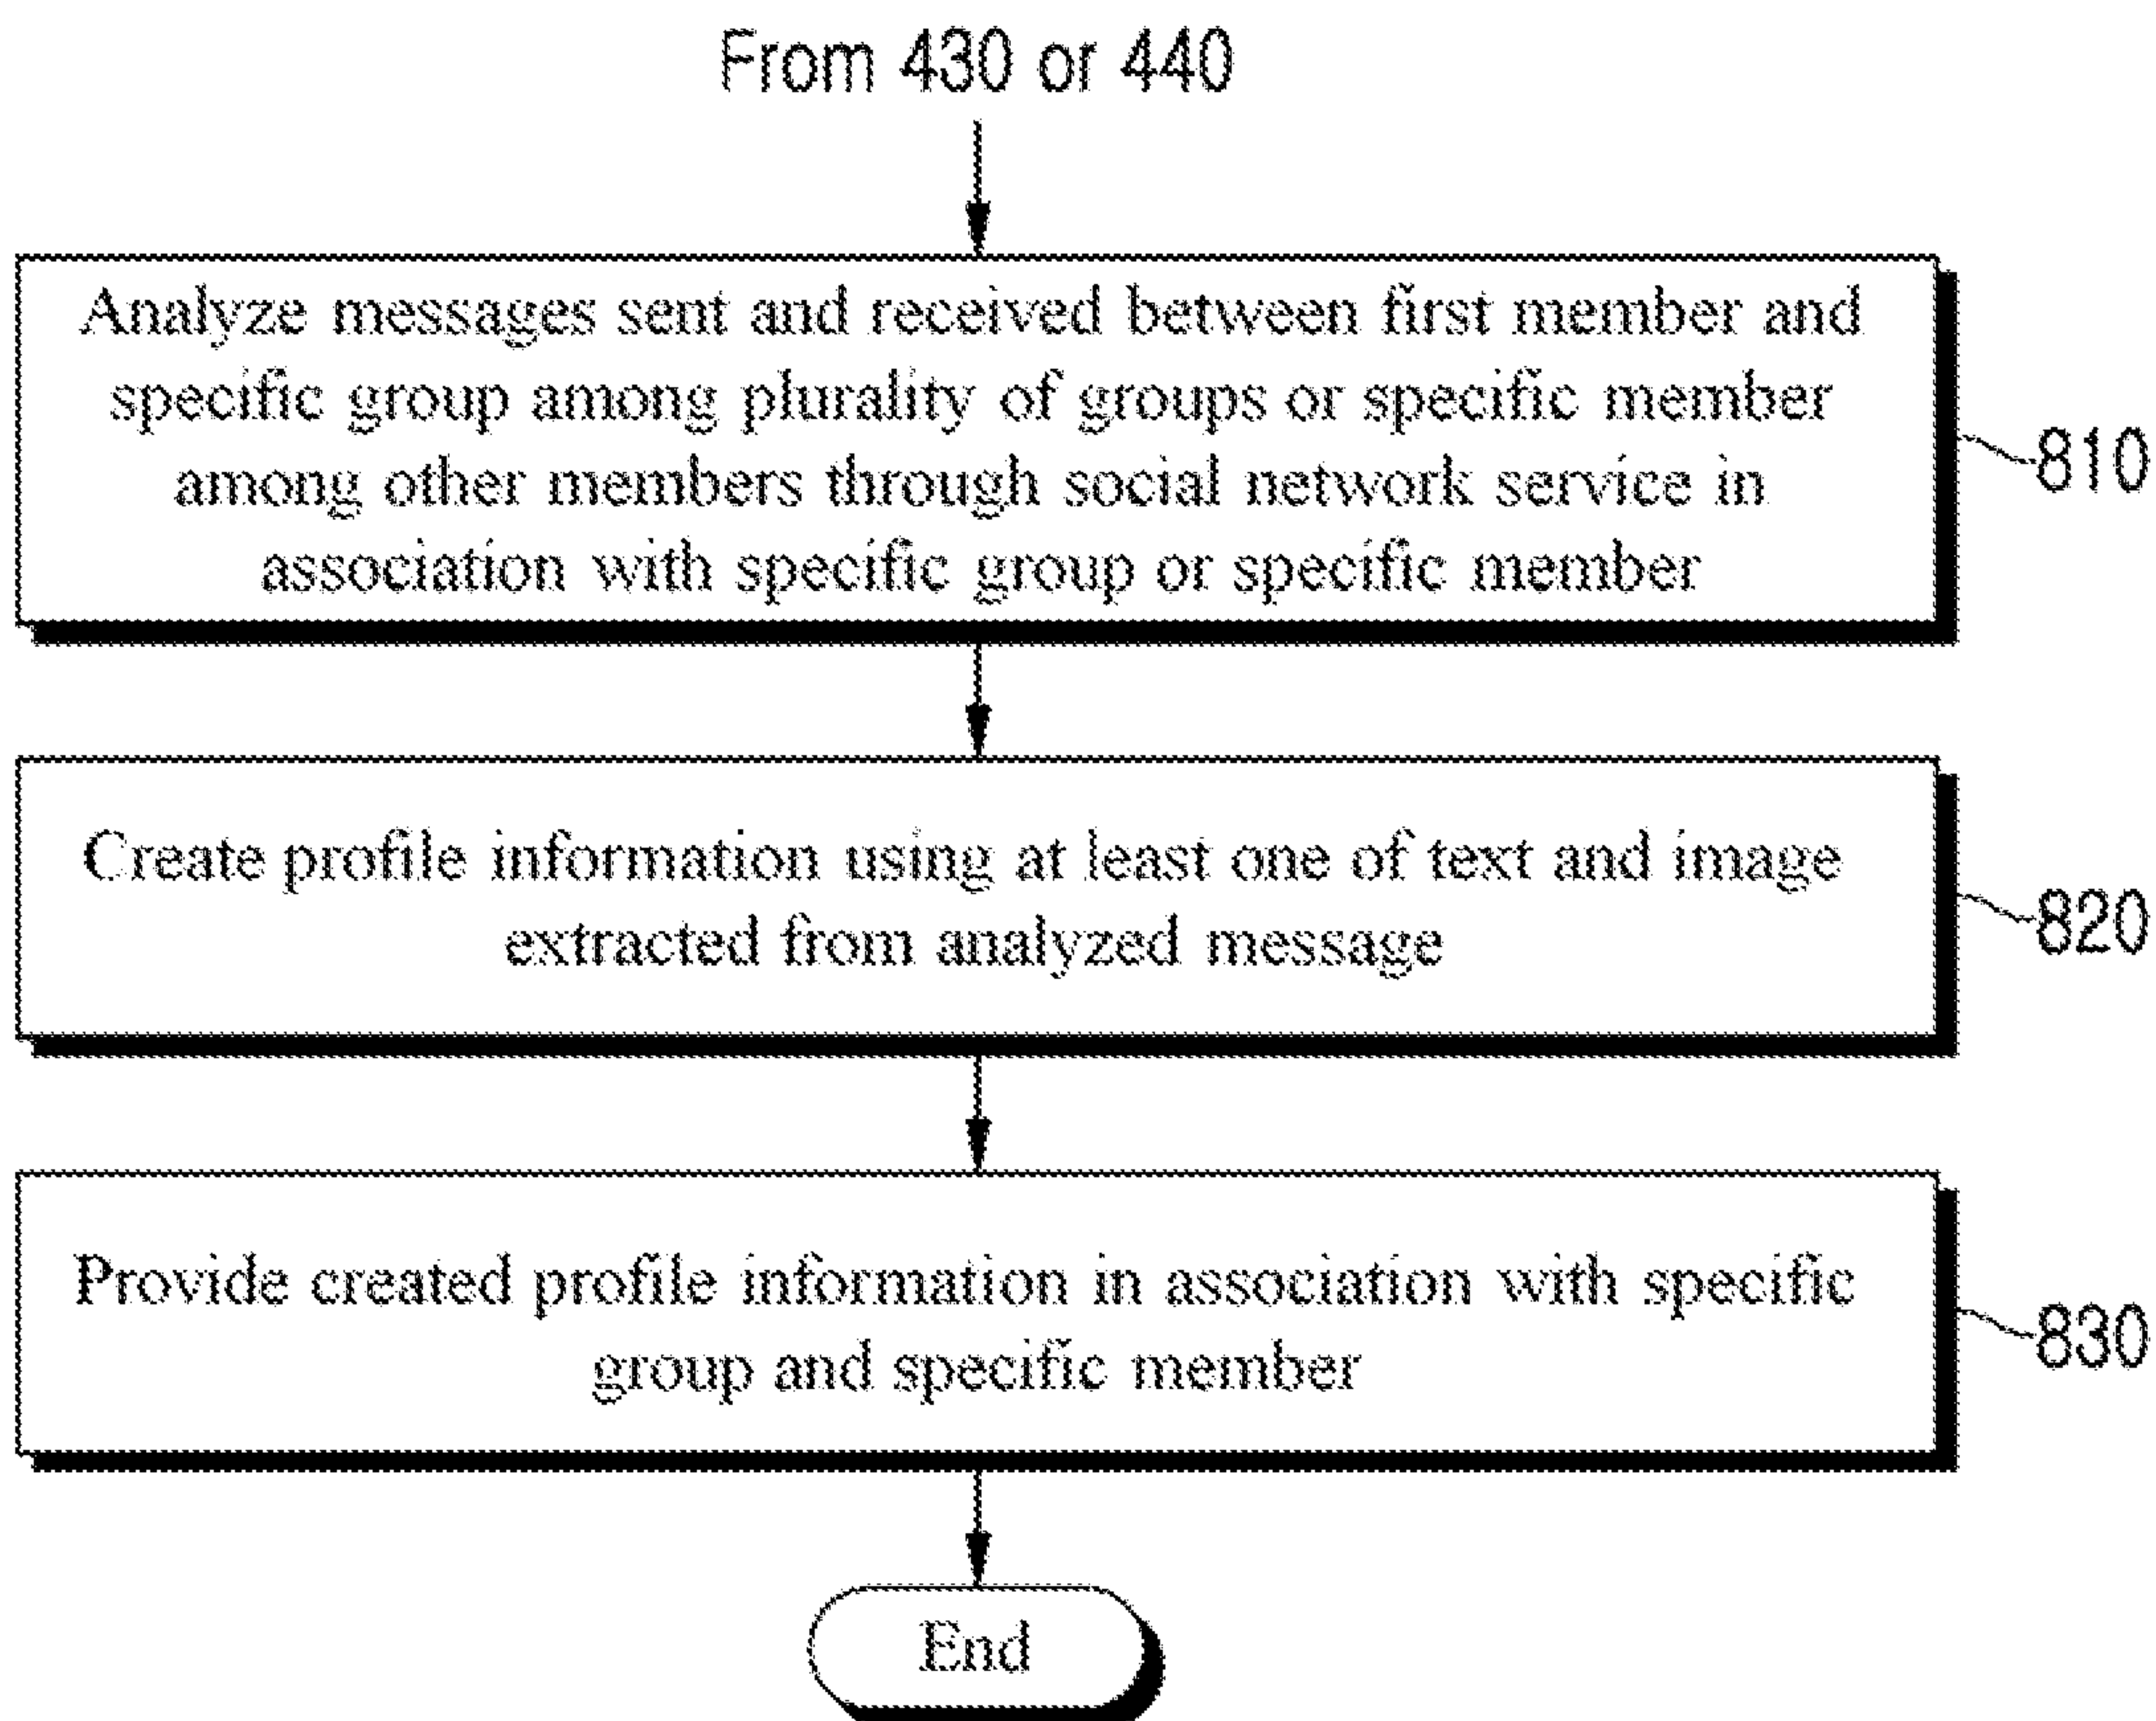 From 430 or 440
Analyze messages sent and received between first member and
specific group among plurality of groups or specific member
among other members through social network service in
association with specific group or specific member
810
Create profile information using at least one of text and image
extracted from analyzed message
820
Provide created profile information in association with specific
group and specific member
830
End